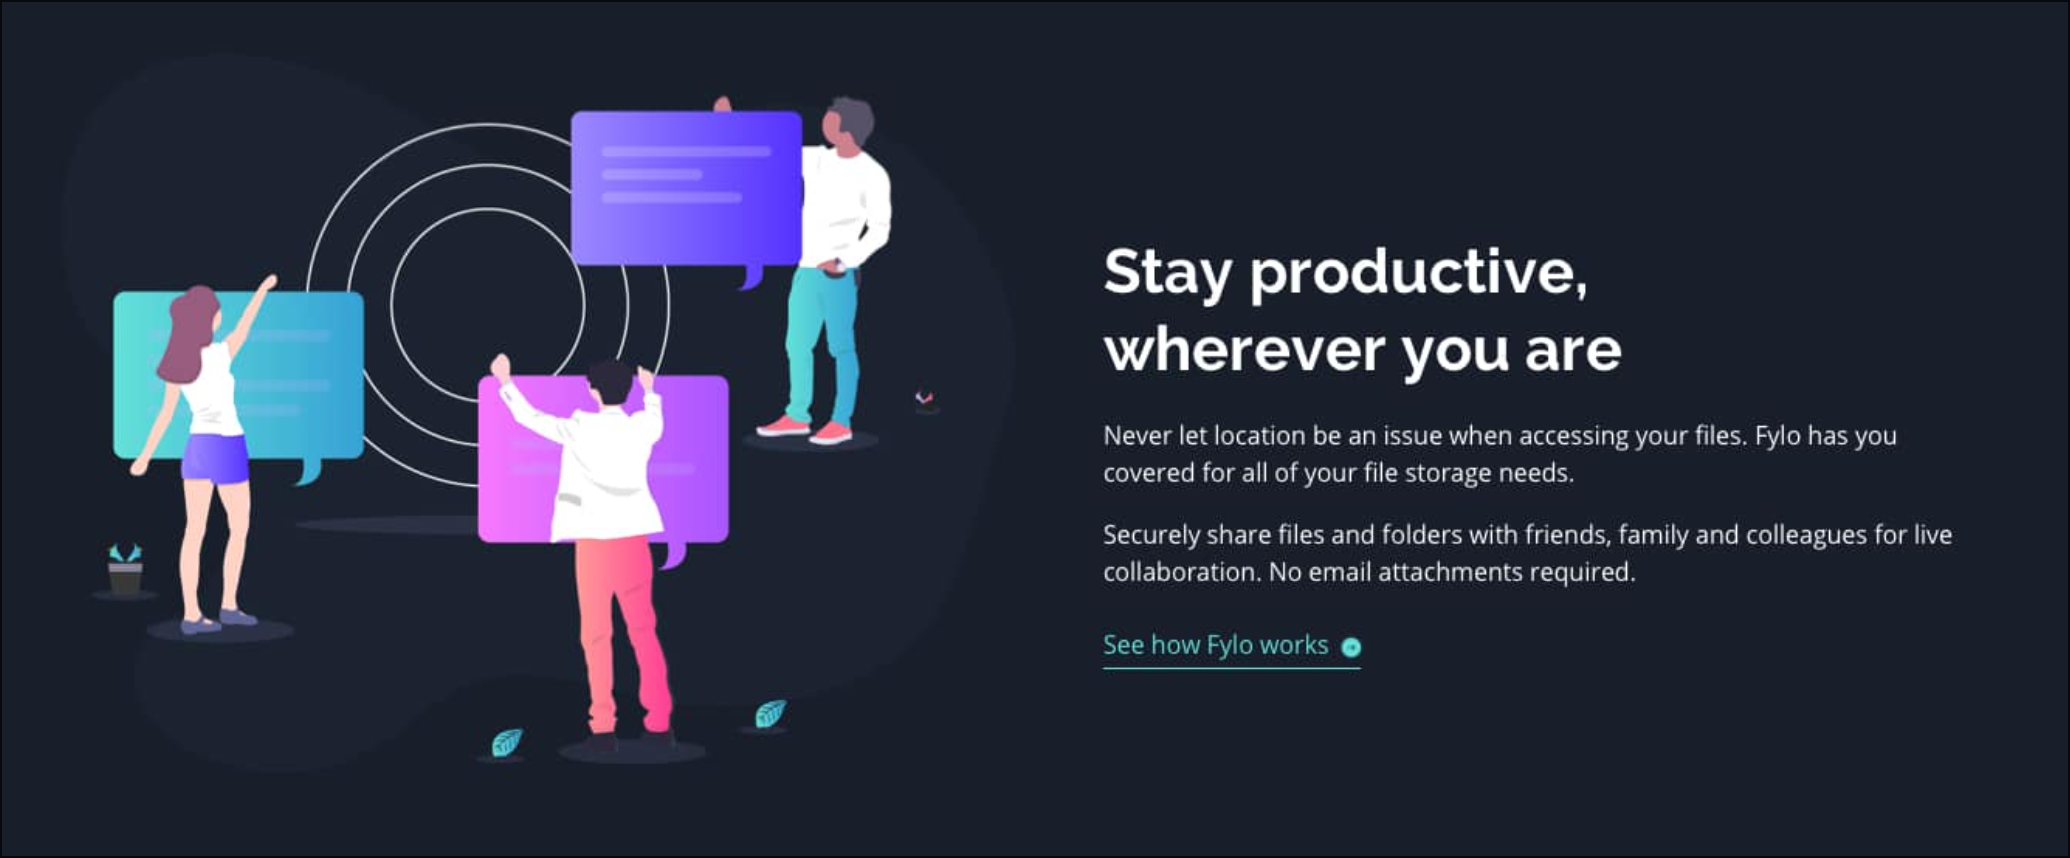 Stay productive,
wherever you are
Never let location be an issue when accessing your files. Fylo has you
covered for all of your file storage needs.
Securely share files and folders with friends, family and colleagues for live
collaboration. No email attachments required.
See how Fylo works